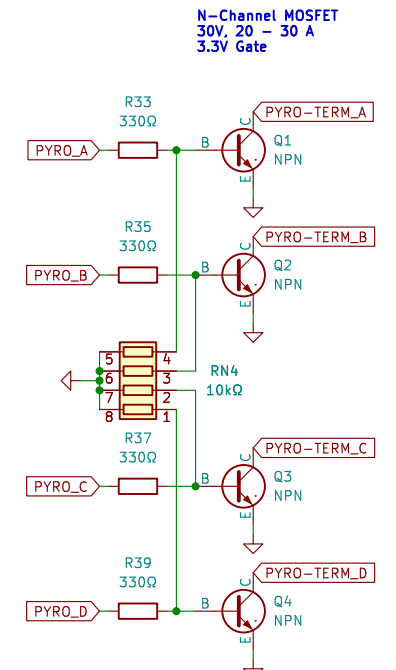 N-Channel MOSFET
30V, 20 - 30 A
3.3V Gate
R33
330Ω
PYRO_A
B
C
E
Q1
NPN
PYRO-TERM_A
R35
330Ω
PYRO_B
B
C
E
Q2
NPN
PYRO-TERM_B
5
4
6
3
7
2
8
1
RN4
10kΩ
R37
330Ω
PYRO_C
B
C
E
Q3
NPN
PYRO-TERM_C
R39
330Ω
PYRO_D
B
C
E
Q4
NPN
PYRO-TERM_D